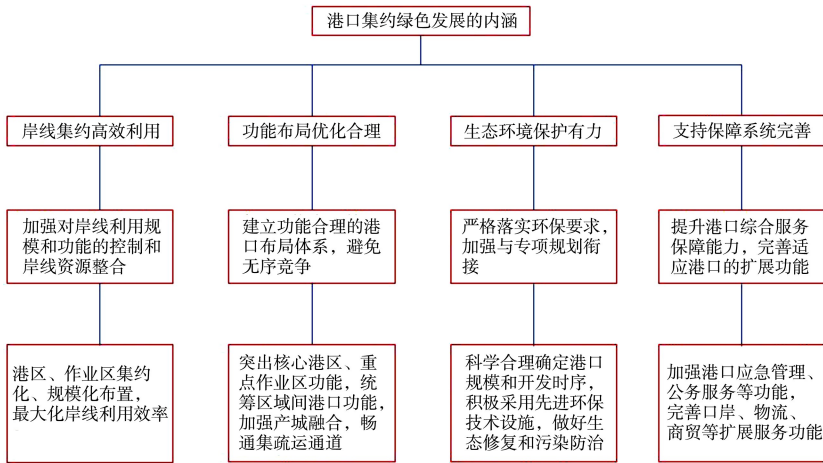 港口集约绿色发展的内涵
岸线集约高效利用
功能布局优化合理
生态环境保护有力
支持保障系统完善
加强对岸线利用规
模和功能的控制和
岸线资源整合
建立功能合理的港
口布局体系，避免
无序竞争
严格落实环保要求，
加强与专项规划衔
接
提升港口综合服务
保障能力，完善适
应港口的扩展功能
港区、作业区集约
化、规模化布置，
最大化岸线利用效率
突出核心港区、重
点作业区功能，统
筹区域间港口功能，
加强产城融合，畅
通集疏运通道
科学合理确定港口
规模和开发时序，
积极采用先进环保
技术设施，做好生
态修复和污染防治
加强港口应急管理、
公务服务等功能，
完善口岸、物流、
商贸等扩展服务功能